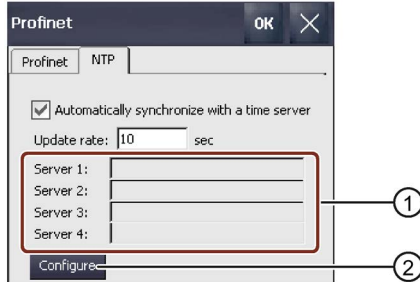 Profinet OK
Profinet NTP
Automatically synchronize with a time server
Update rate: 10 sec
Server 1:
Server 2:
Server 3:
Server 4:
1
Configure
2